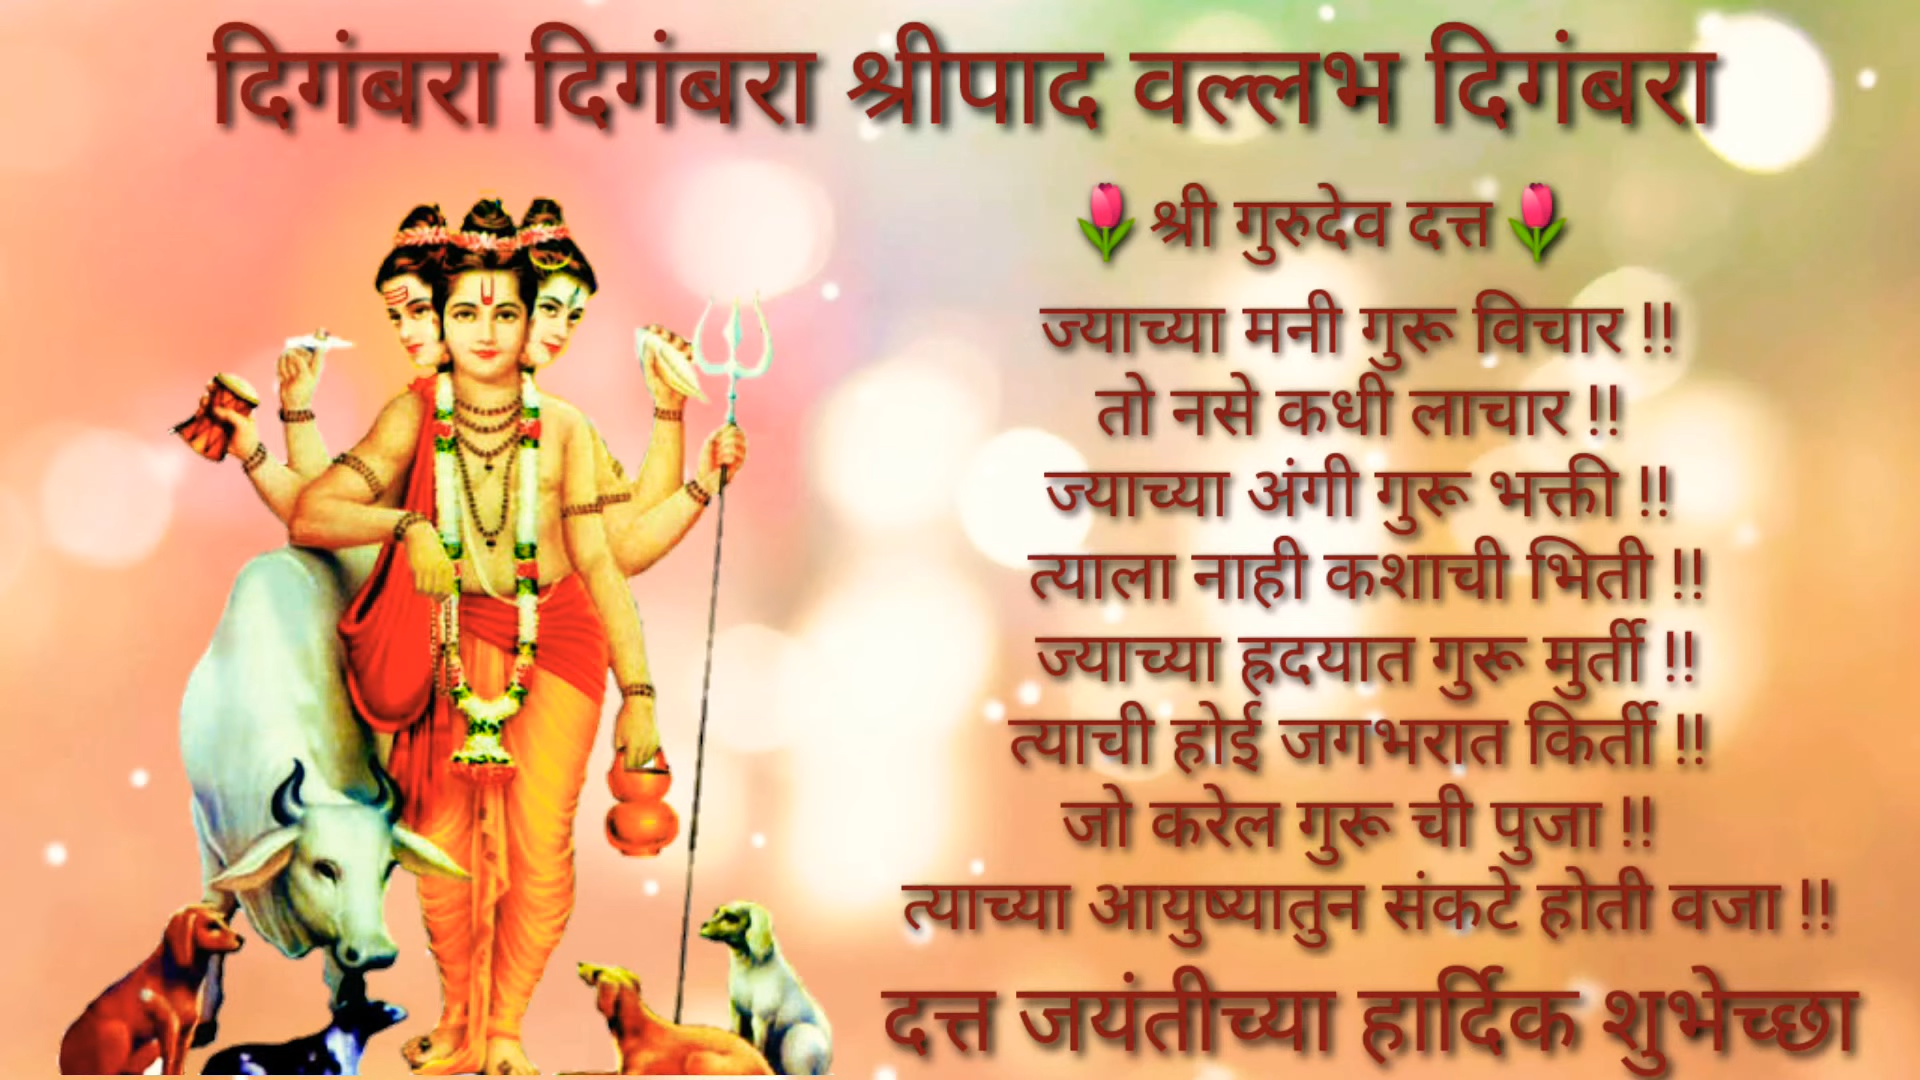 दिगंबरा दिगंबरा श्रीपाद वल्लभ दिगंबरा
🌷श्री गुरुदेव दत्त🌷
ज्याच्या मनी गुरू विचार !!
तो नसे कधी लाचार !!
ज्याच्या अंगी गुरू भक्ती !!
त्याला नाही कशाची भिती !!
ज्याच्या ह्रदयात गुरू मुर्ती !!
त्याची होई जगभरात किर्ती !!
जो करेल गुरू ची पुजा !!
त्याच्या आयुष्यातुन संकटे होती वजा !!
दत्त जयंतीच्या हार्दिक शुभेच्छा